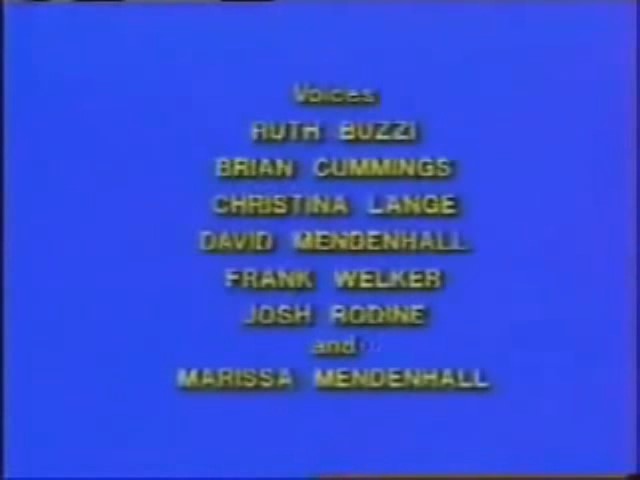 Voices
RUTH BUZZI
BRIAN CUMMINGS
CHRISTINA LANGE
DAVID MENDENHALL
FRANK WELKER
JOSH RODINE
and
MARISSA MENDENHALL